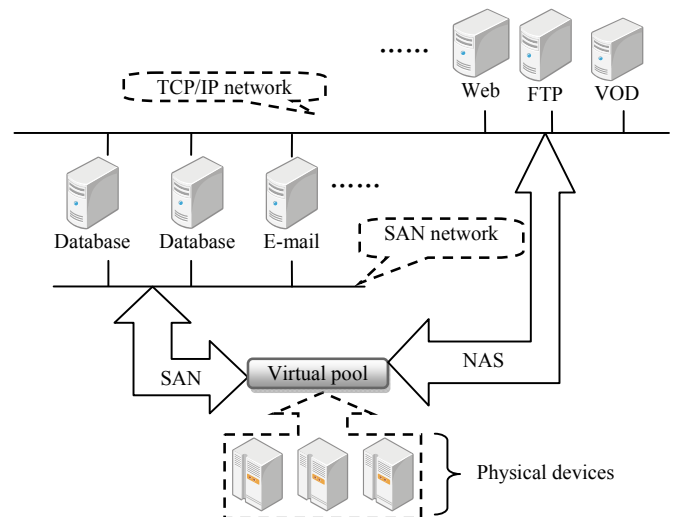 ......
Web FTP VOD
TCP/IP network
......
Database Database E-mail
SAN network
SAN
Virtual pool
NAS
Physical devices